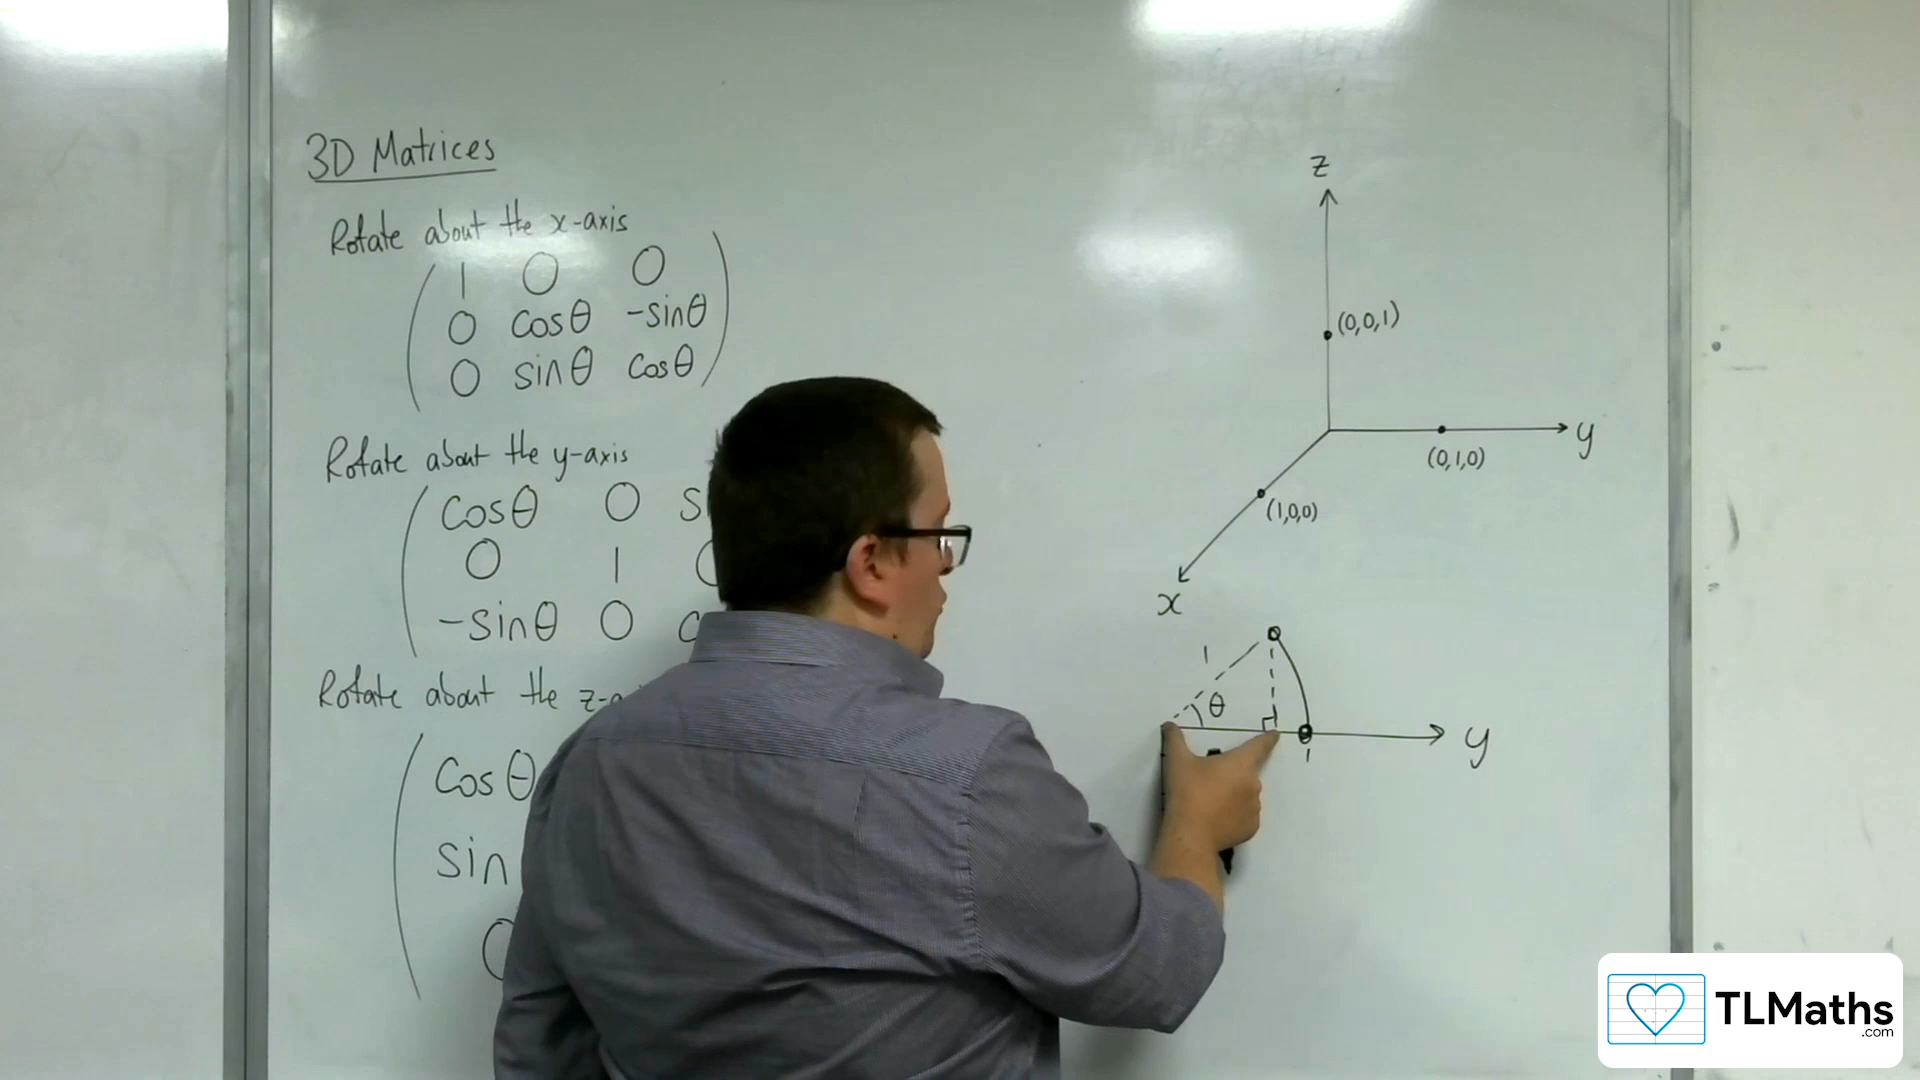 3D Matrices
Rotate about the x-axis
1 0 0
0 cosθ -sinθ
0 sinθ cosθ
Rotate about the y-axis
cosθ 0
0 1
-sinθ 0
Rotate about the
cosθ
sin
z
(0,0,1)
y
(0,1,0)
(1,0,0)
x
1
θ
y
1
TLMaths
.com